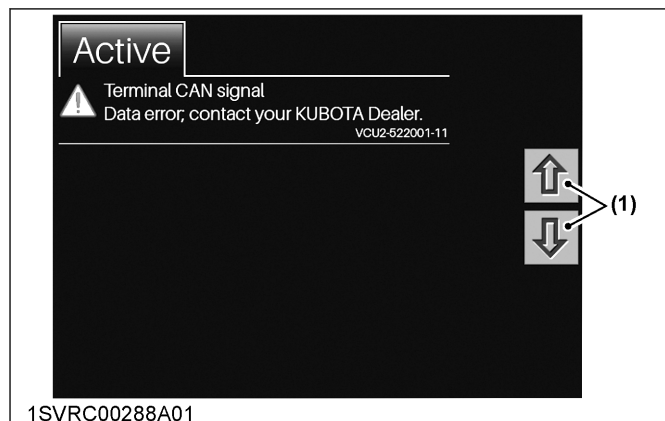 Active
Terminal CAN signal
Data error; contact your KUBOTA Dealer.
VCU2-522001-11
(1)
1SVRC00288A01